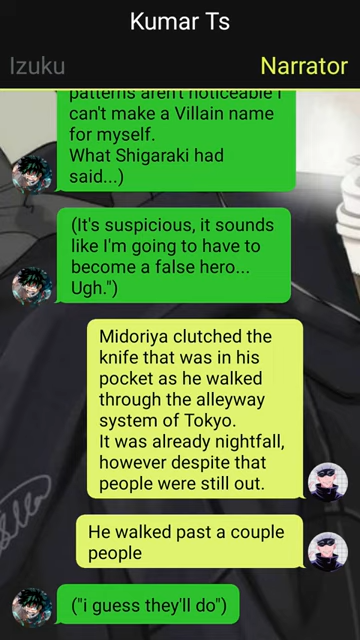 Kumar Ts
Izuku
Narrator
patterns aren't noticeable I
can't make a Villain name
for myself.
What Shigaraki had
said...)
(It's suspicious, it sounds
like I'm going to have to
become a false hero...
Ugh.")
Midoriya clutched the
knife that was in his
pocket as he walked
through the alleyway
system of Tokyo.
It was already nightfall,
however despite that
people were still out.
He walked past a couple
people
("i guess they'll do")